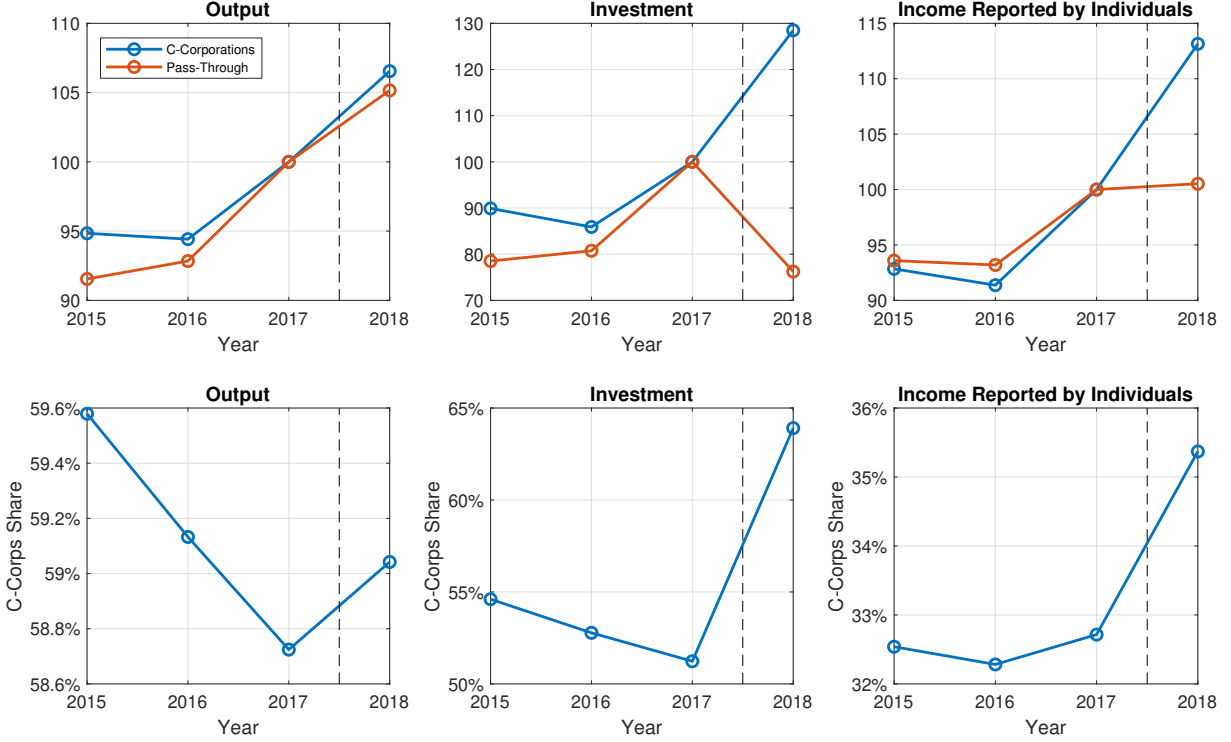 Output
110
105
100
95
90
2015 2016 2017 2018
Year
C-Corporations
Pass-Through
Investment
130
120
110
100
90
80
70
2015 2016 2017 2018
Year
Income Reported by Individuals
115
110
105
100
95
90
2015 2016 2017 2018
Year
Output
C-Corps Share
59.6%
59.4%
59.2%
59%
58.8%
58.6%
2015 2016 2017 2018
Year
Investment
C-Corps Share
65%
60%
55%
50%
2015 2016 2017 2018
Year
Income Reported by Individuals
C-Corps Share
36%
35%
34%
33%
32%
2015 2016 2017 2018
Year